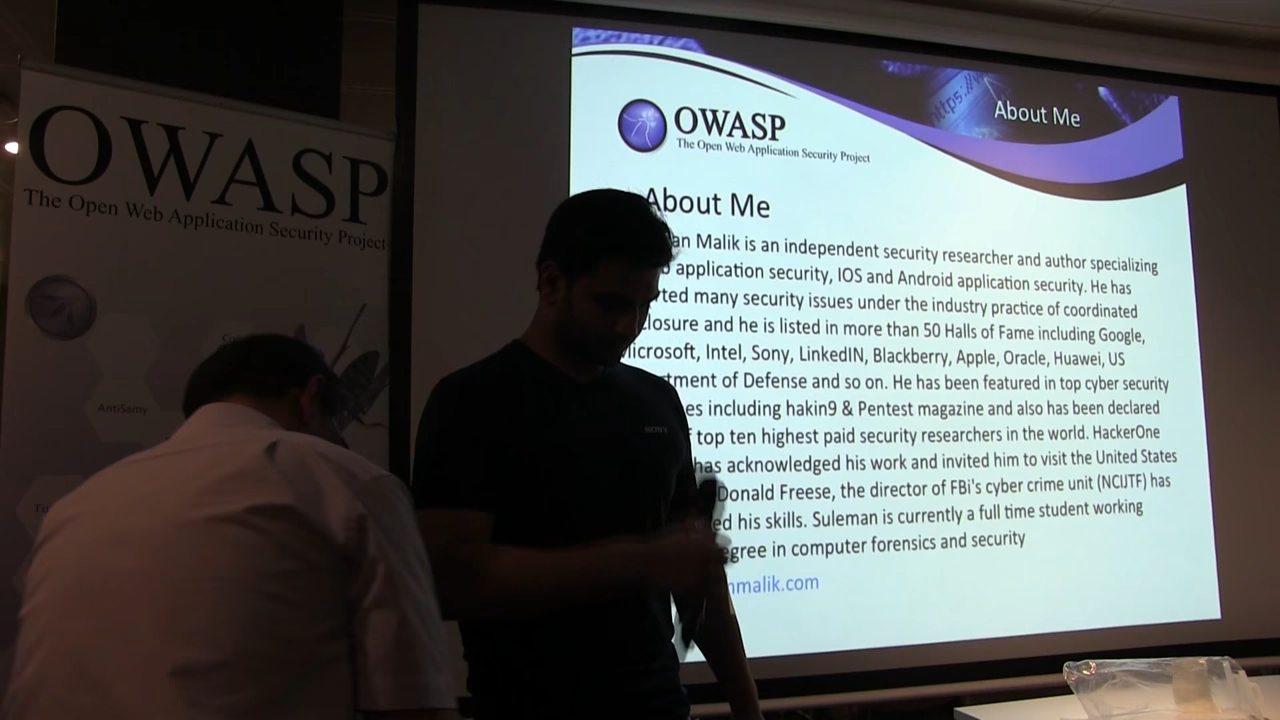 OWASP
The Open Web Application Security Project
AntiSamy
About Me
OWASP
The Open Web Application Security Project
About Me
Malik is an independent security researcher and author specializing
application security, IOS and Android application security. He has
many security issues under the industry practice of coordinated
closure and he is listed in more than 50 Halls of Fame including Google,
Microsoft, Intel, Sony, LinkedIN, Blackberry, Apple, Oracle, Huawei, US
tment of Defense and so on. He has been featured in top cyber security
es including hakin9 & Pentest magazine and also has been declared
top ten highest paid security researchers in the world. HackerOne
has acknowledged his work and invited him to visit the United States
Donald Freese, the director of FBi's cyber crime unit (NCIJTF) has
ed his skills. Suleman is currently a full time student working
egree in computer forensics and security
malik.com
SONY